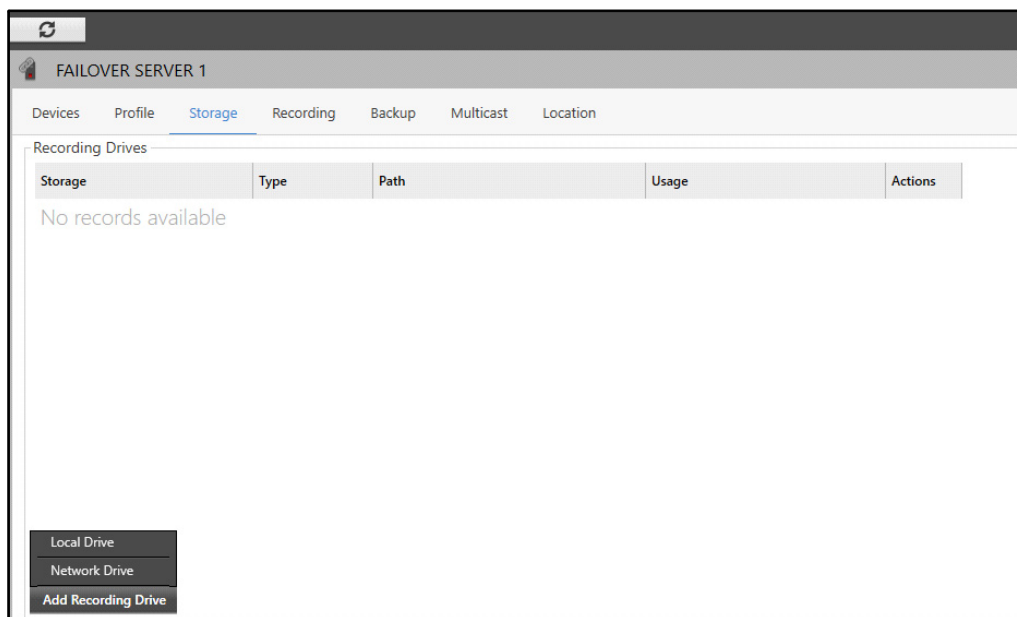 FAILOVER SERVER 1
Devices Profile Storage Recording Backup Multicast Location
Recording Drives
Storage Type Path Usage Actions
No records available
Local Drive
Network Drive
Add Recording Drive